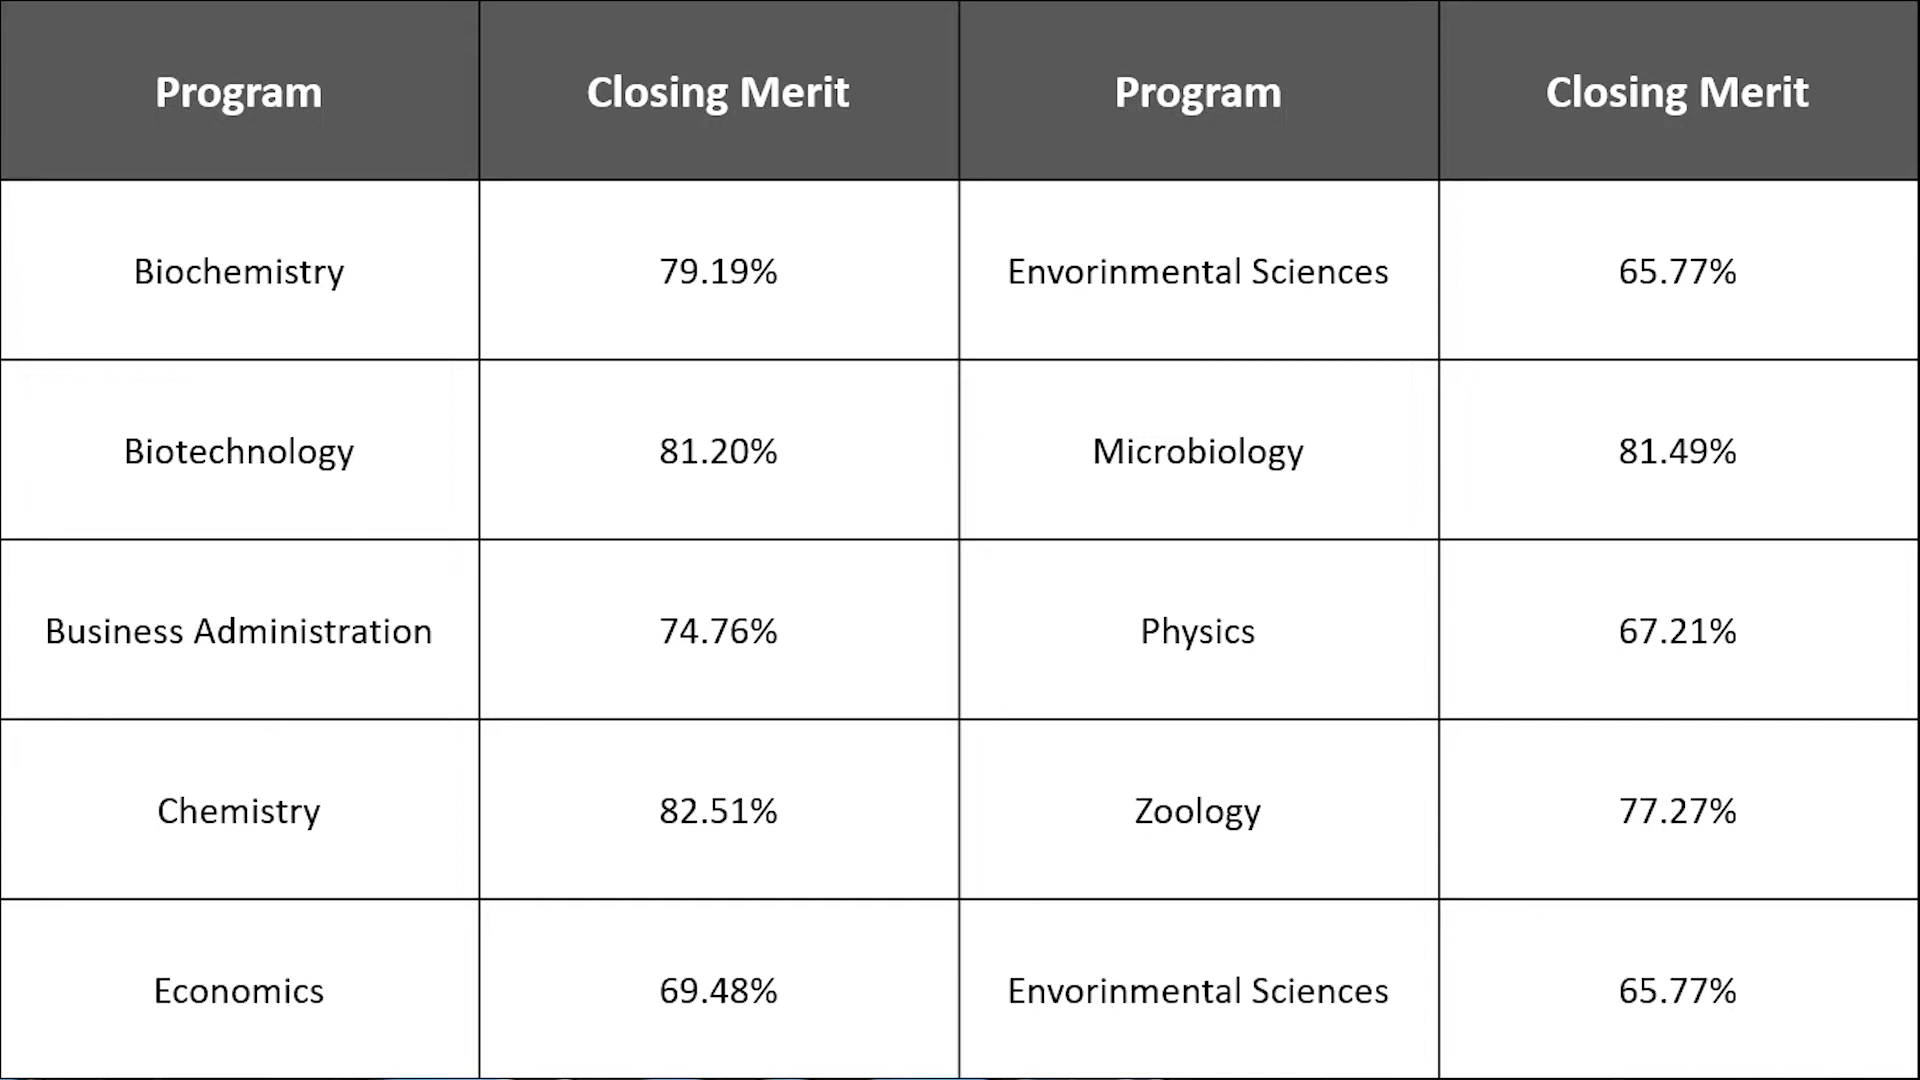 Program Closing Merit Program Closing Merit
Biochemistry 79.19% Envorinmental Sciences 65.77%
Biotechnology 81.20% Microbiology 81.49%
Business Administration 74.76% Physics 67.21%
Chemistry 82.51% Zoology 77.27%
Economics 69.48% Envorinmental Sciences 65.77%